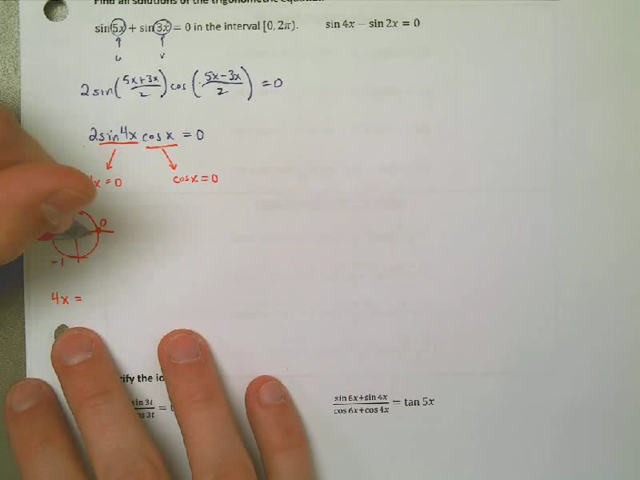 Find all solutions of the trigonometric equation
sin(5x) + sin(3x) = 0 in the interval [0, 2π).
sin 4x − sin 2x = 0
u v
2 sin((5x+3x)/2) cos((5x−3x)/2) = 0
2 sin 4x cos x = 0
x = 0 cos x = 0
0
−1
4x =
sin 6x+sin 4x
cos 6x+cos 4x = tan 5x